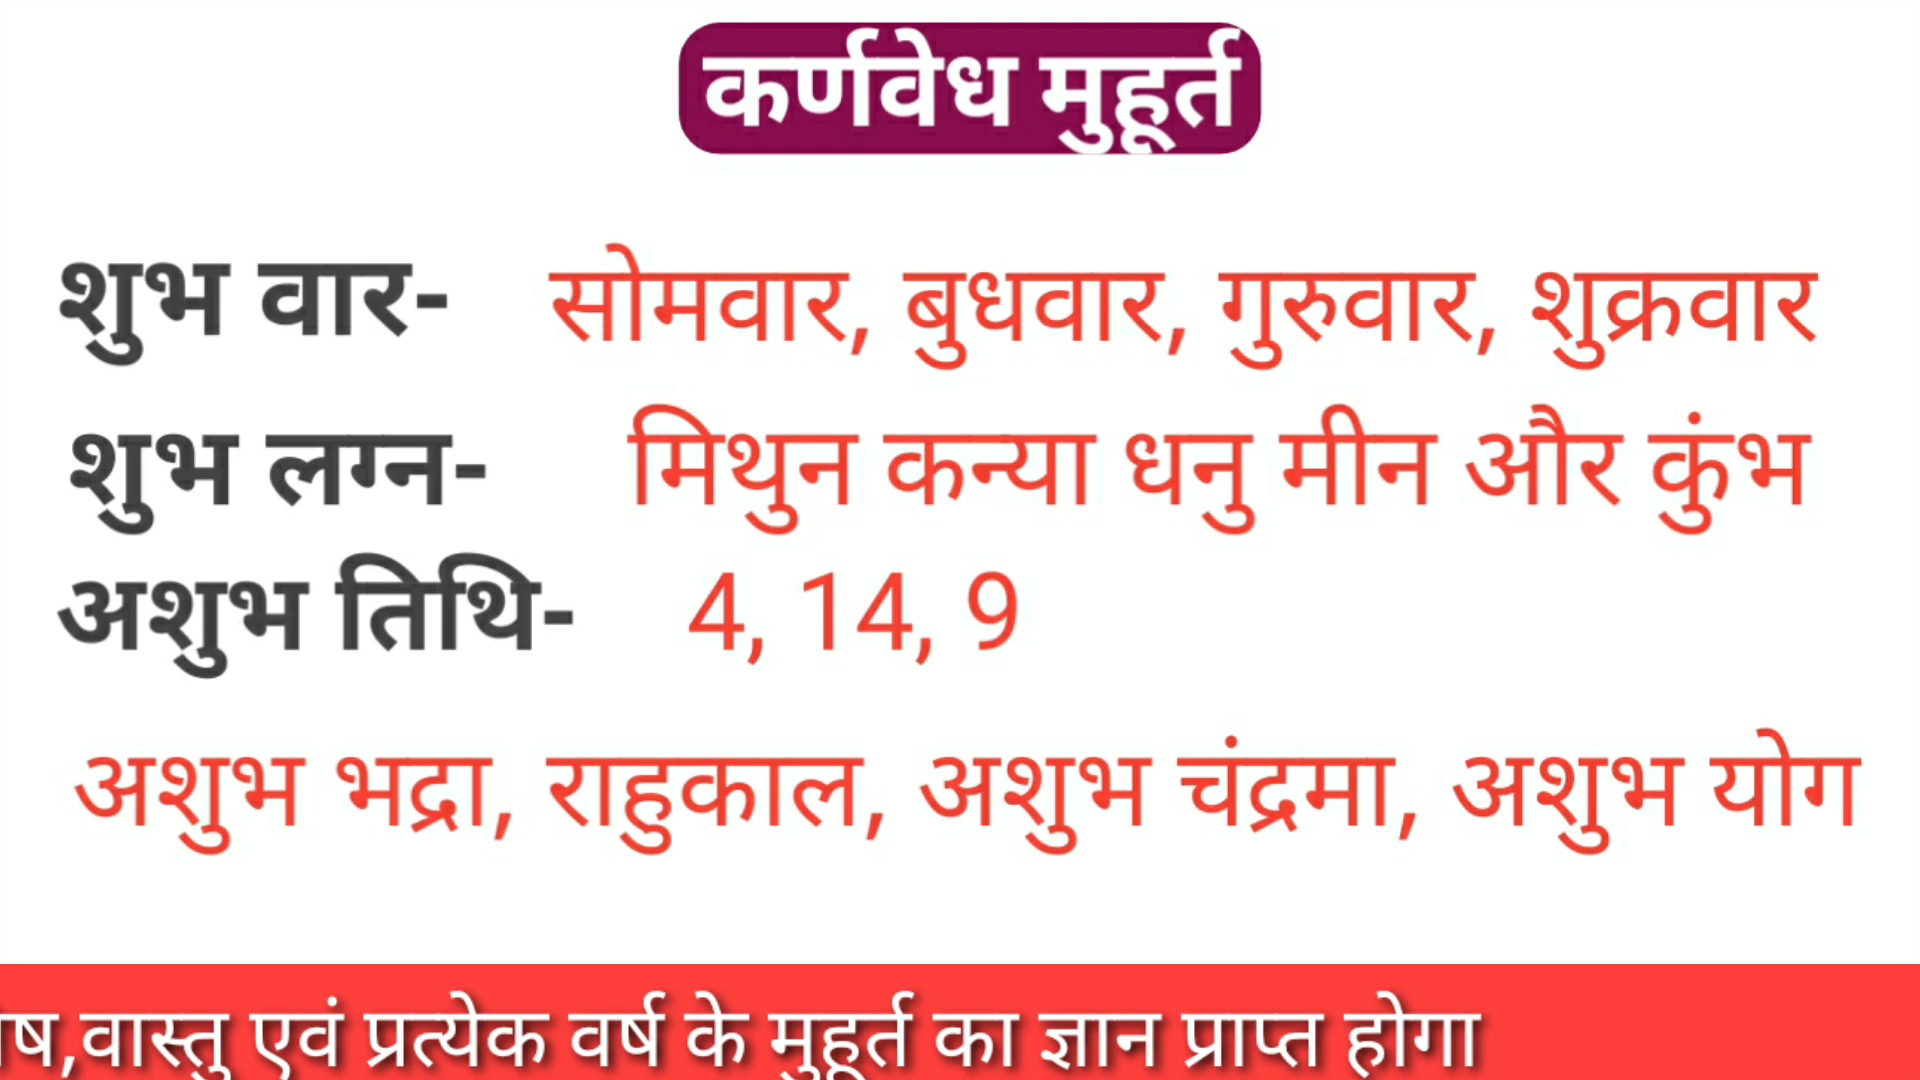 कर्णवेध मुहूर्त
शुभ वार- सोमवार, बुधवार, गुरुवार, शुक्रवार
शुभ लग्न- मिथुन कन्या धनु मीन और कुंभ
अशुभ तिथि- 4, 14, 9
अशुभ भद्रा, राहुकाल, अशुभ चंद्रमा, अशुभ योग
वास्तु एवं प्रत्येक वर्ष के मुहूर्त का ज्ञान प्राप्त होगा